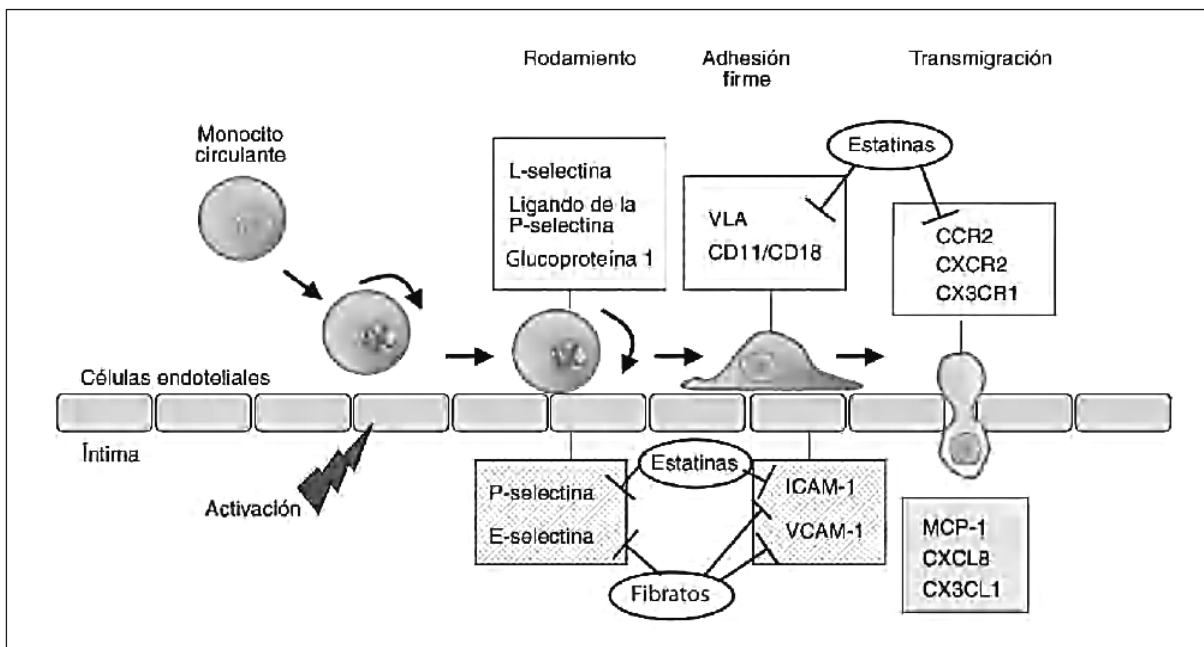 Rodamiento
Adhesión
firme
Transmigración
Monocito
circulante
Estatinas
L-selectina
Ligando de la
P-selectina
Glucoproteína 1
VLA
CD11/CD18
CCR2
CXCR2
CX3CR1
Células endoteliales
Íntima
Activación
P-selectina
E-selectina
Estatinas
ICAM-1
VCAM-1
Fibratos
MCP-1
CXCL8
CX3CL1